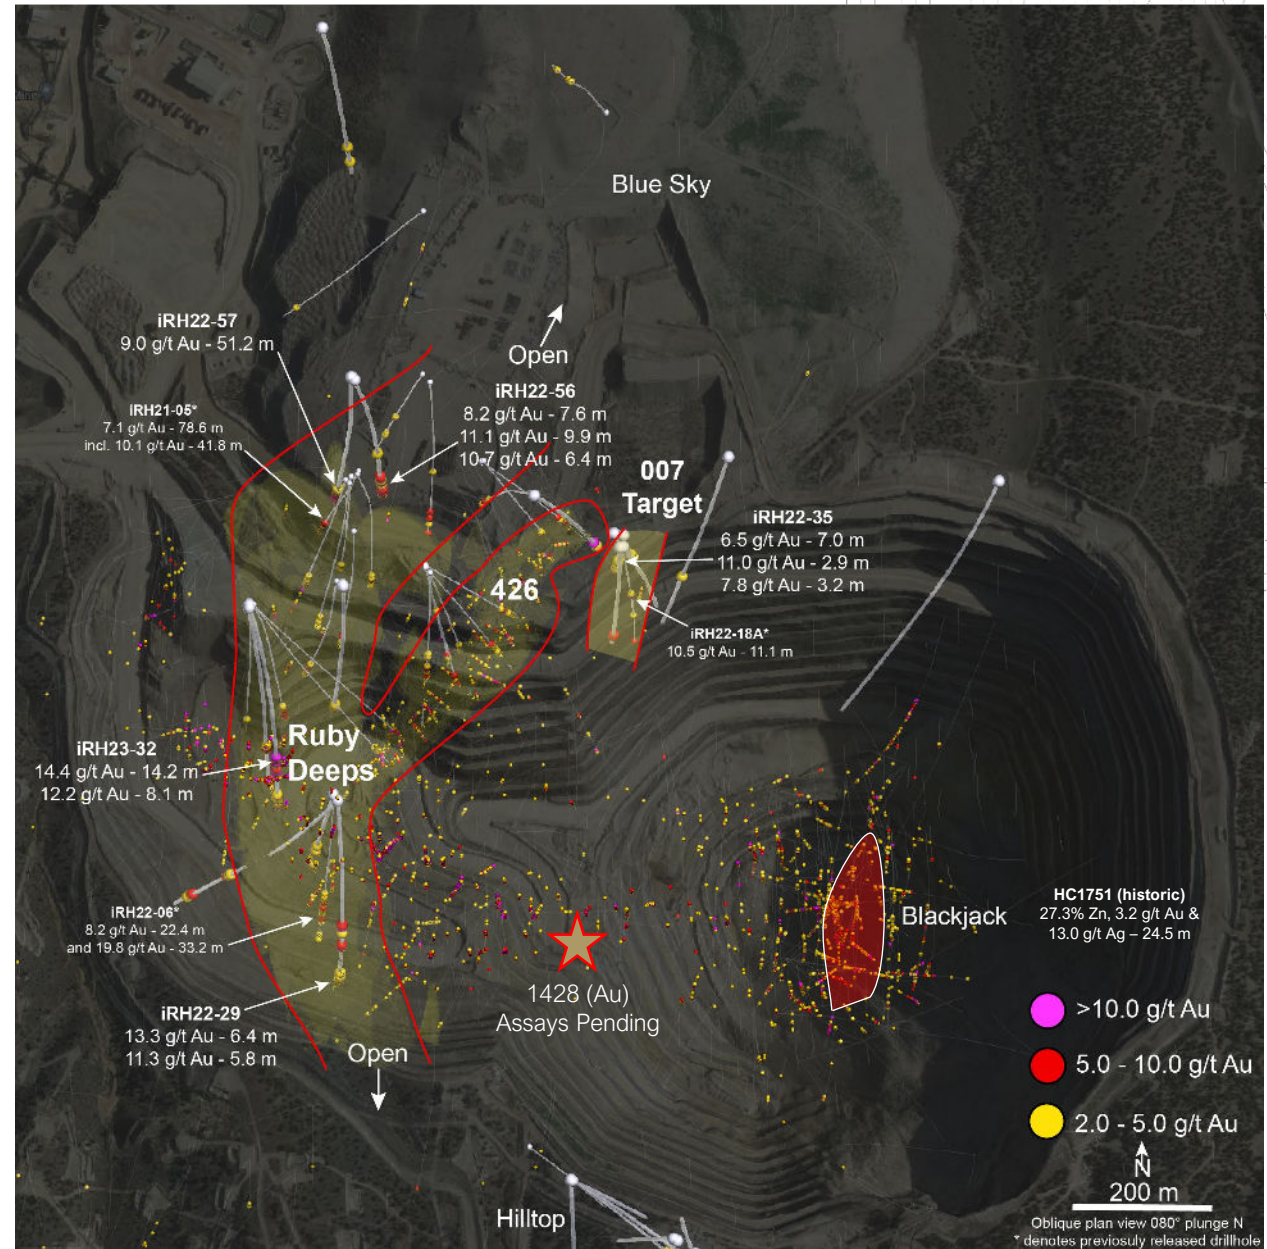 Blue Sky
Open
iRH22-57
9.0 g/t Au - 51.2 m
iRH21-05*
7.1 g/t Au - 78.6 m
incl. 10.1 g/t Au - 41.8 m
iRH22-56
8.2 g/t Au - 7.6 m
11.1 g/t Au - 9.9 m
10.7 g/t Au - 6.4 m
007
Target
iRH22-35
6.5 g/t Au - 7.0 m
11.0 g/t Au - 2.9 m
7.8 g/t Au - 3.2 m
426
iRH22-18A*
10.5 g/t Au - 11.1 m
Ruby
Deeps
iRH23-32
14.4 g/t Au - 14.2 m
12.2 g/t Au - 8.1 m
iRH22-06*
8.2 g/t Au - 22.4 m
and 19.8 g/t Au - 33.2 m
Blackjack
HC1751 (historic)
27.3% Zn, 3.2 g/t Au &
13.0 g/t Ag – 24.5 m
1428 (Au)
Assays Pending
iRH22-29
13.3 g/t Au - 6.4 m
11.3 g/t Au - 5.8 m
Open
>10.0 g/t Au
5.0 - 10.0 g/t Au
2.0 - 5.0 g/t Au
N
200 m
Hilltop
Oblique plan view 080° plunge N
* denotes previosuly released drillhole